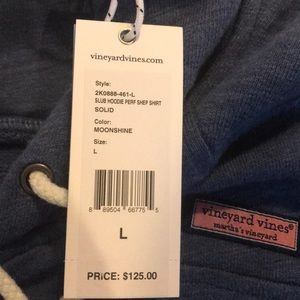 vineyardvines.com
Style:
2K0888-461-L
SLUB HOODIE PERF SHEP SHIRT
SOLID
Color:
MOONSHINE
Size:
L
8 89504 66775 5
L
PRICE: $125.00
vineyard vines®
martha's vineyard